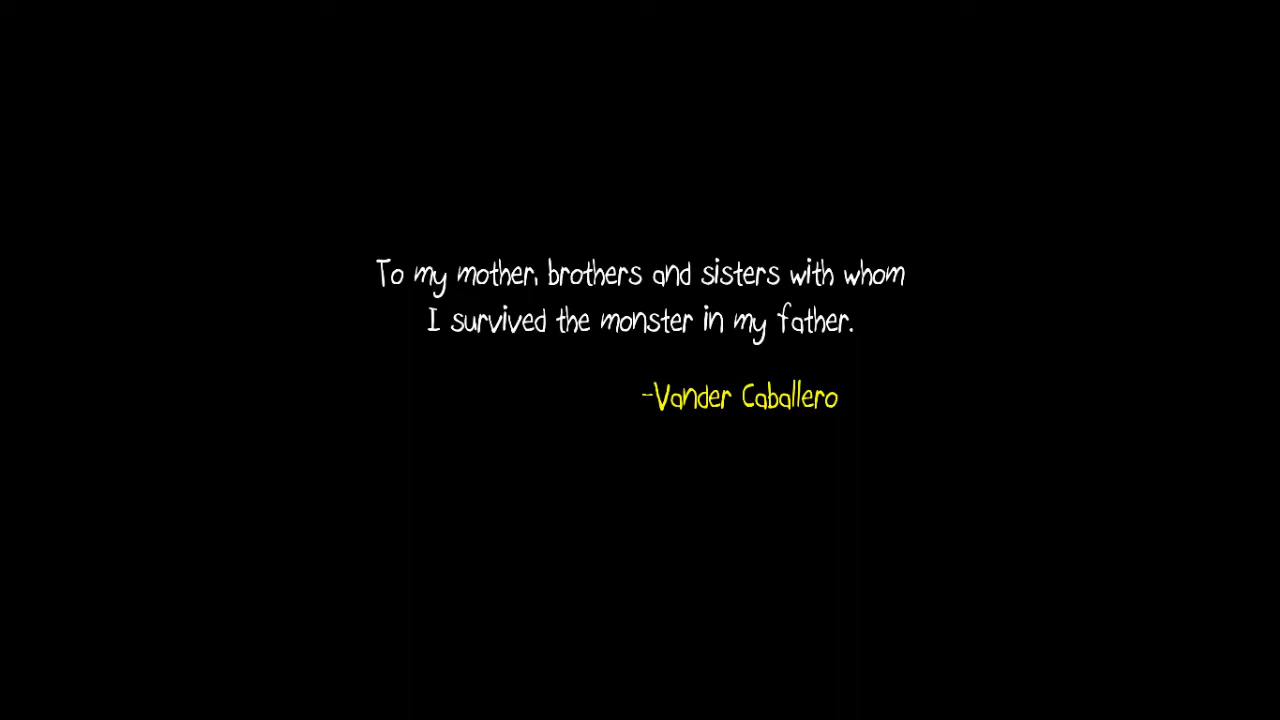 To my mother, brothers and sisters with whom
I survived the monster in my father.
-Vander Caballero